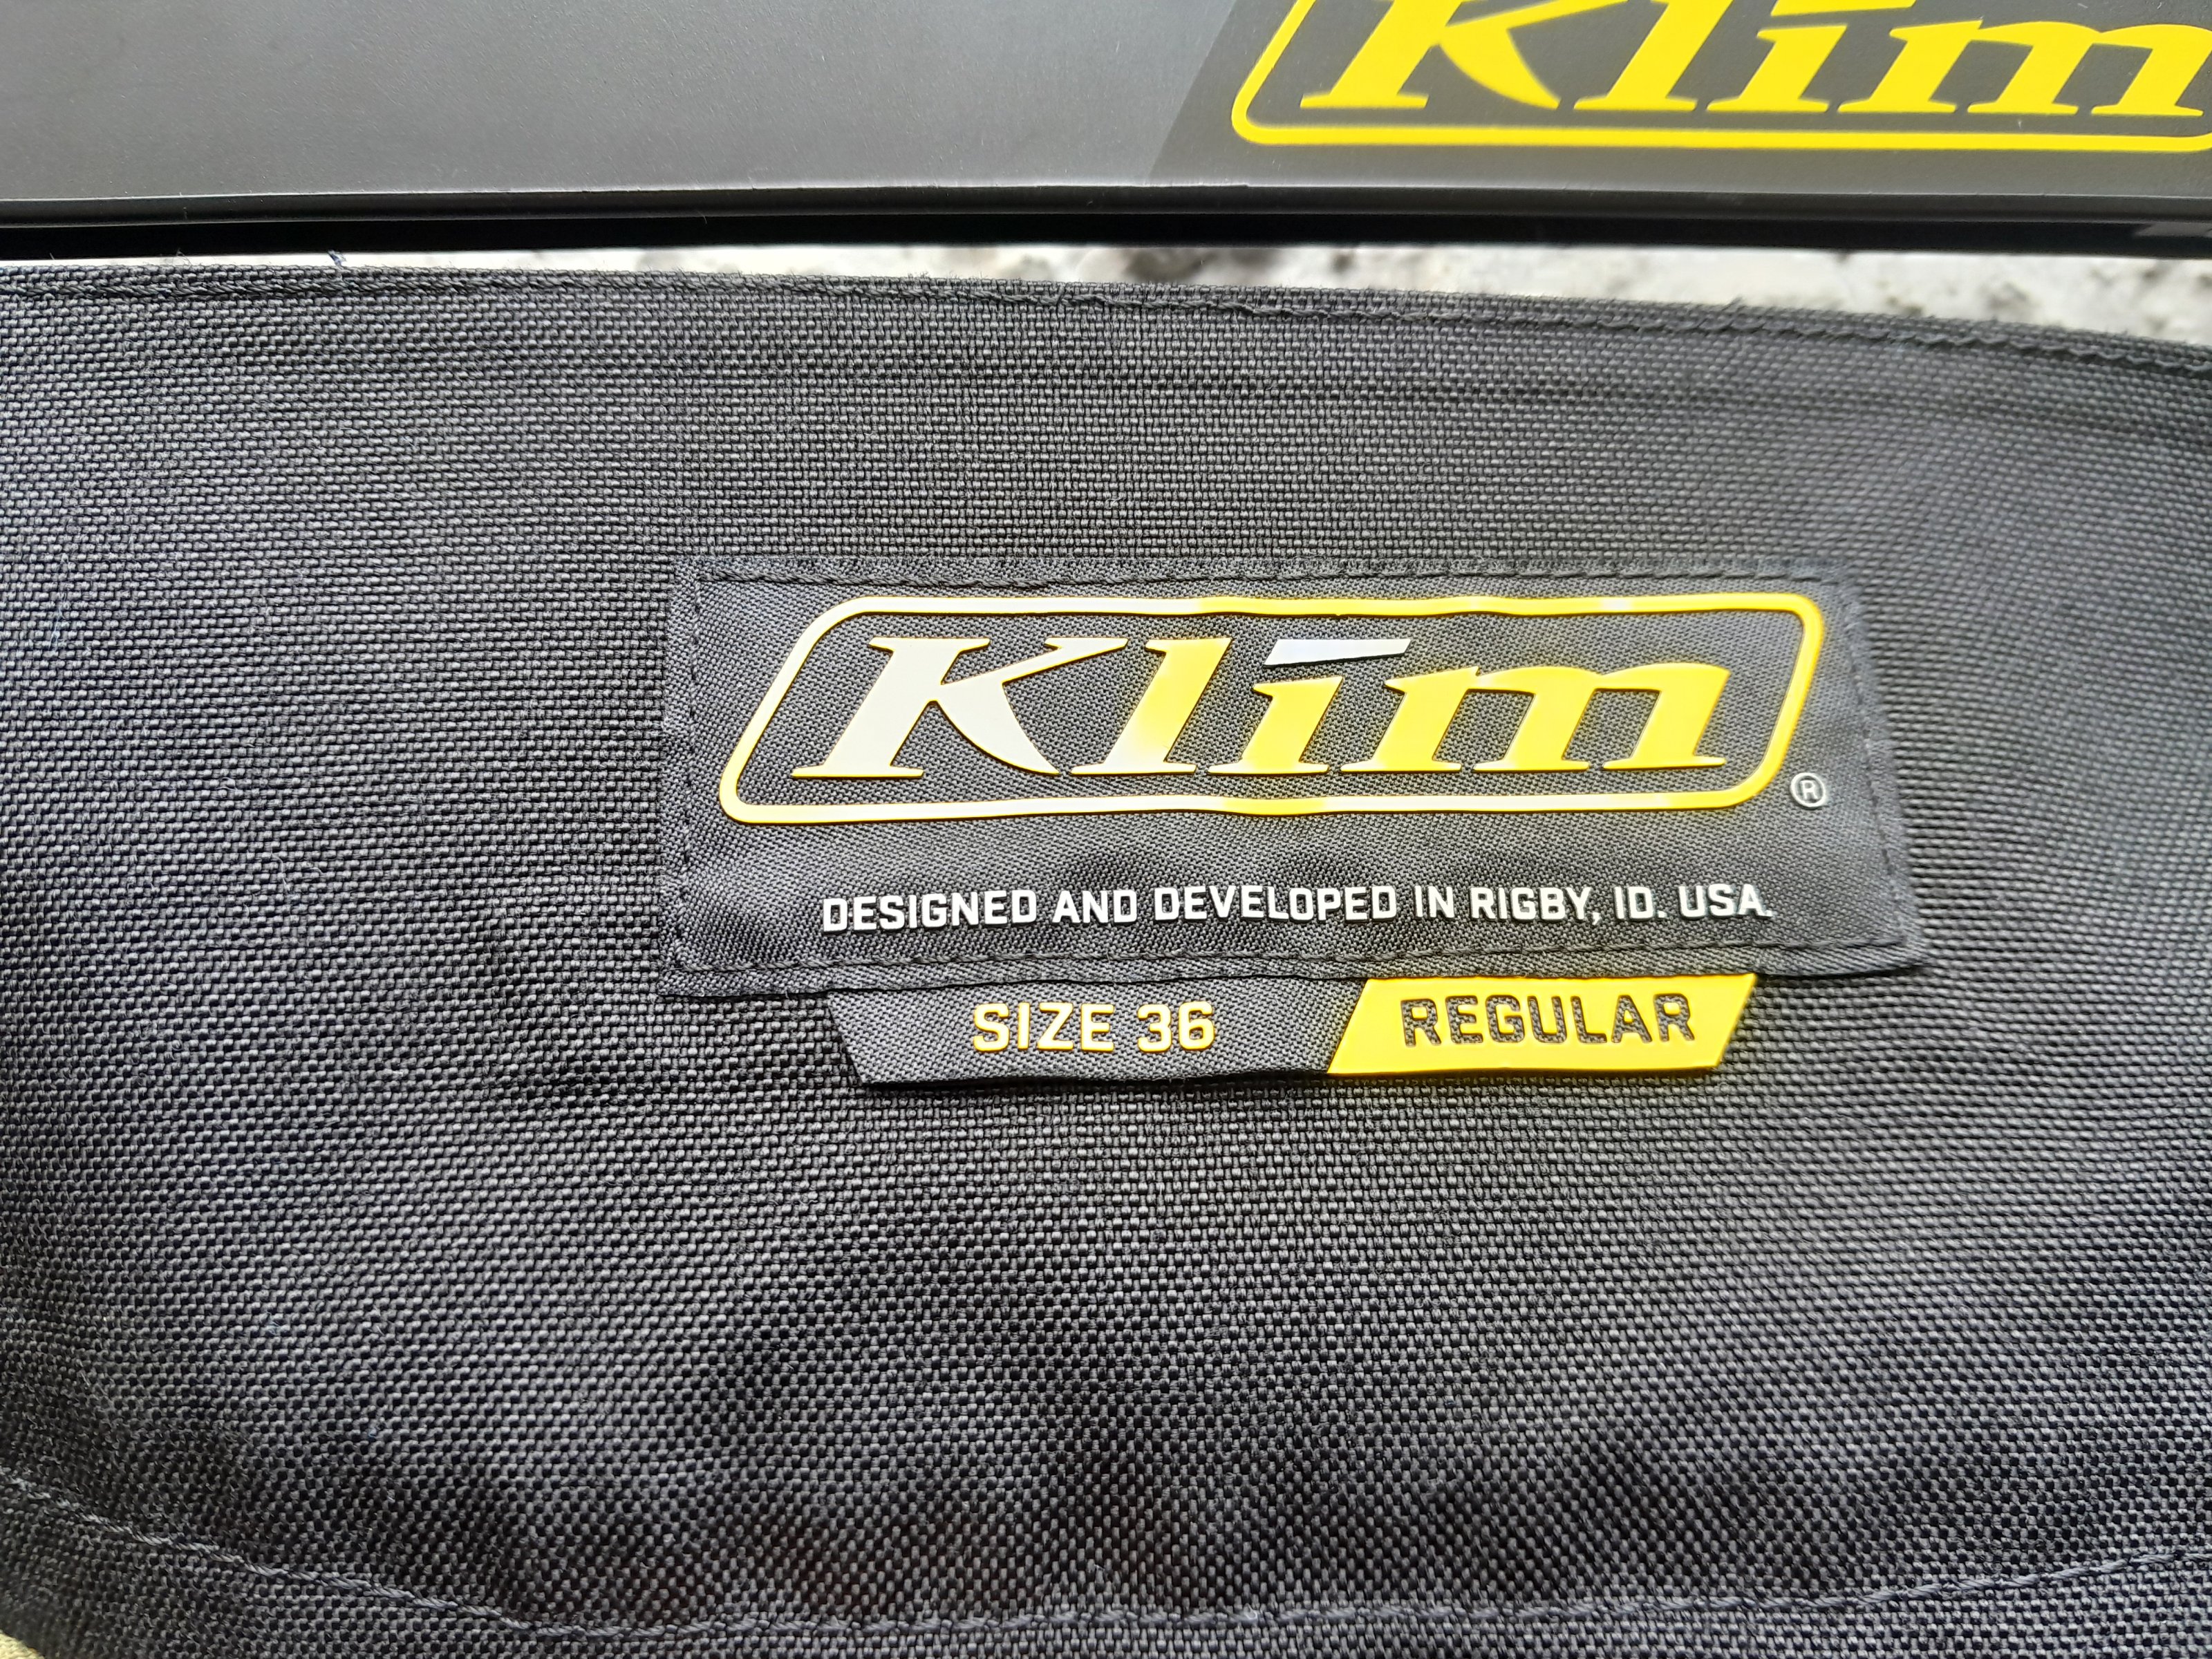 Klim
Klim
®
DESIGNED AND DEVELOPED IN RIGBY, ID. USA.
SIZE 36 REGULAR